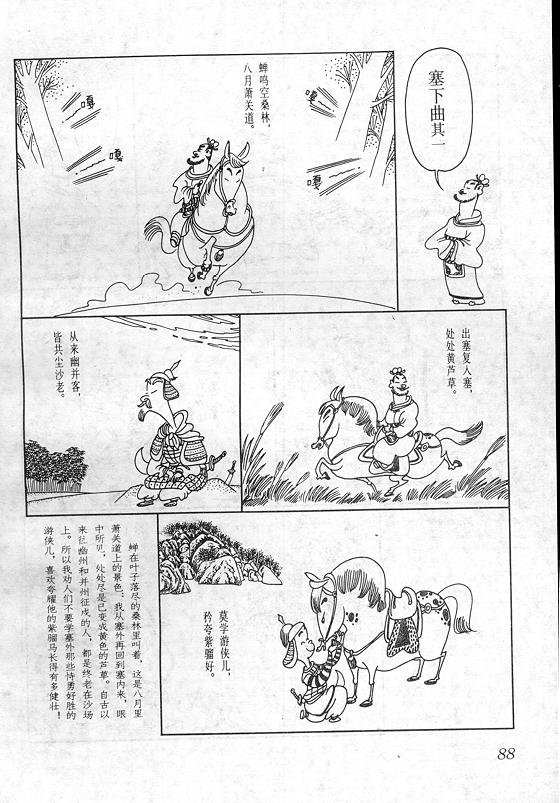 塞下曲其一
蝉鸣空桑林，
八月萧关道。
嘎
嘎
嘎
嘎
出塞复入塞，
处处黄芦草。
从来幽并客，
皆共尘沙老。
莫学游侠儿，
矜夸紫骝好。
蝉在叶子落尽的桑林里叫着，这是八月里
萧关道上的景色；我从塞外再回到塞内来，眼
中所见，处处尽是已变成黄色的芦草。自古以
来往幽州和并州征戍的人，都是终老在沙场
上。所以我劝人们不要学塞外那些恃勇好胜的
游侠儿，喜欢夸耀他的紫骝马长得有多健壮！
88